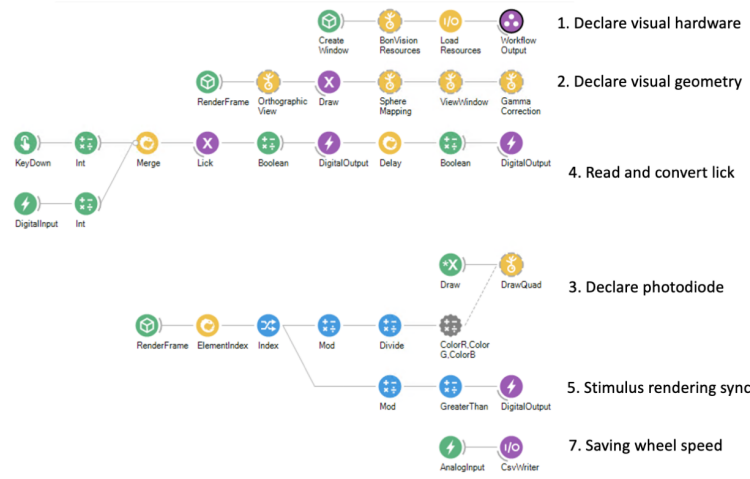 Create Window
BonVision Resources
Load Resources
Workflow Output
1. Declare visual hardware
RenderFrame
Orthographic View
Draw
Sphere Mapping
ViewWindow
Gamma Correction
2. Declare visual geometry
KeyDown
Int
Merge
Lick
Boolean
DigitalOutput
Delay
Boolean
DigitalOutput
4. Read and convert lick
DigitalInput
Int
Draw
DrawQuad
3. Declare photodiode
RenderFrame
ElementIndex
Index
Mod
Divide
ColorR,Color
G,ColorB
Mod
GreaterThan
DigitalOutput
5. Stimulus rendering sync
AnalogInput
CsvWriter
7. Saving wheel speed